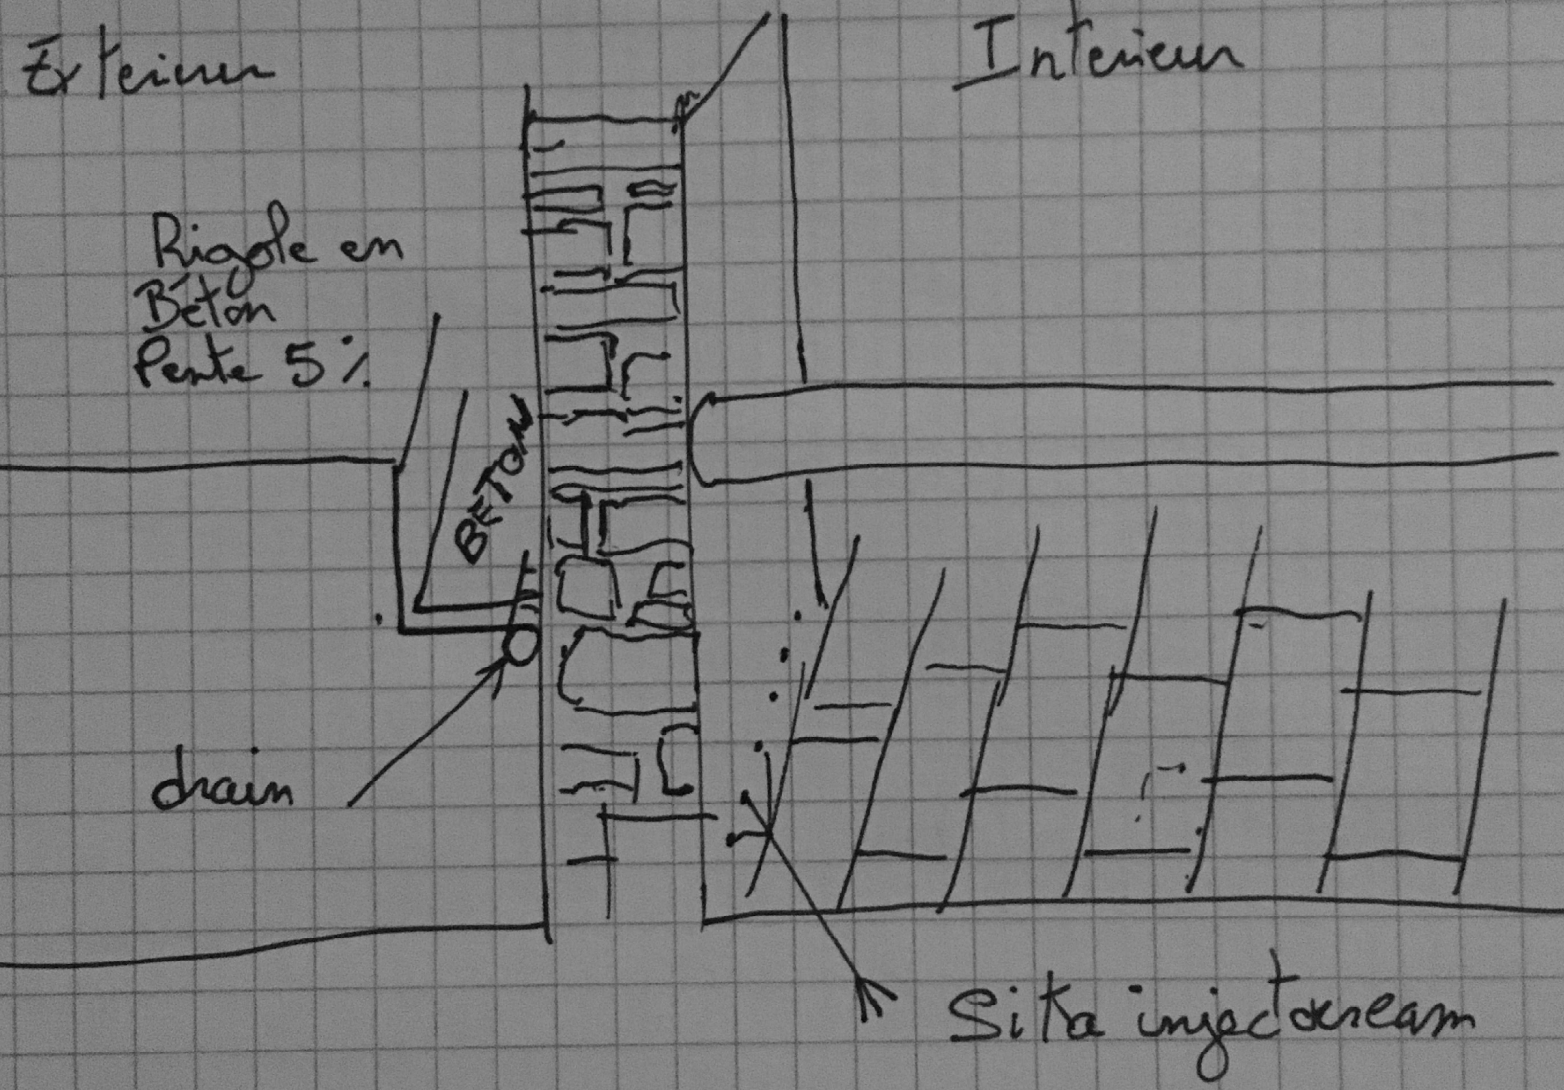 Exterieur
Interieur
Rigole en
Béton
Pente 5%
BETON
drain
Sika injectocream